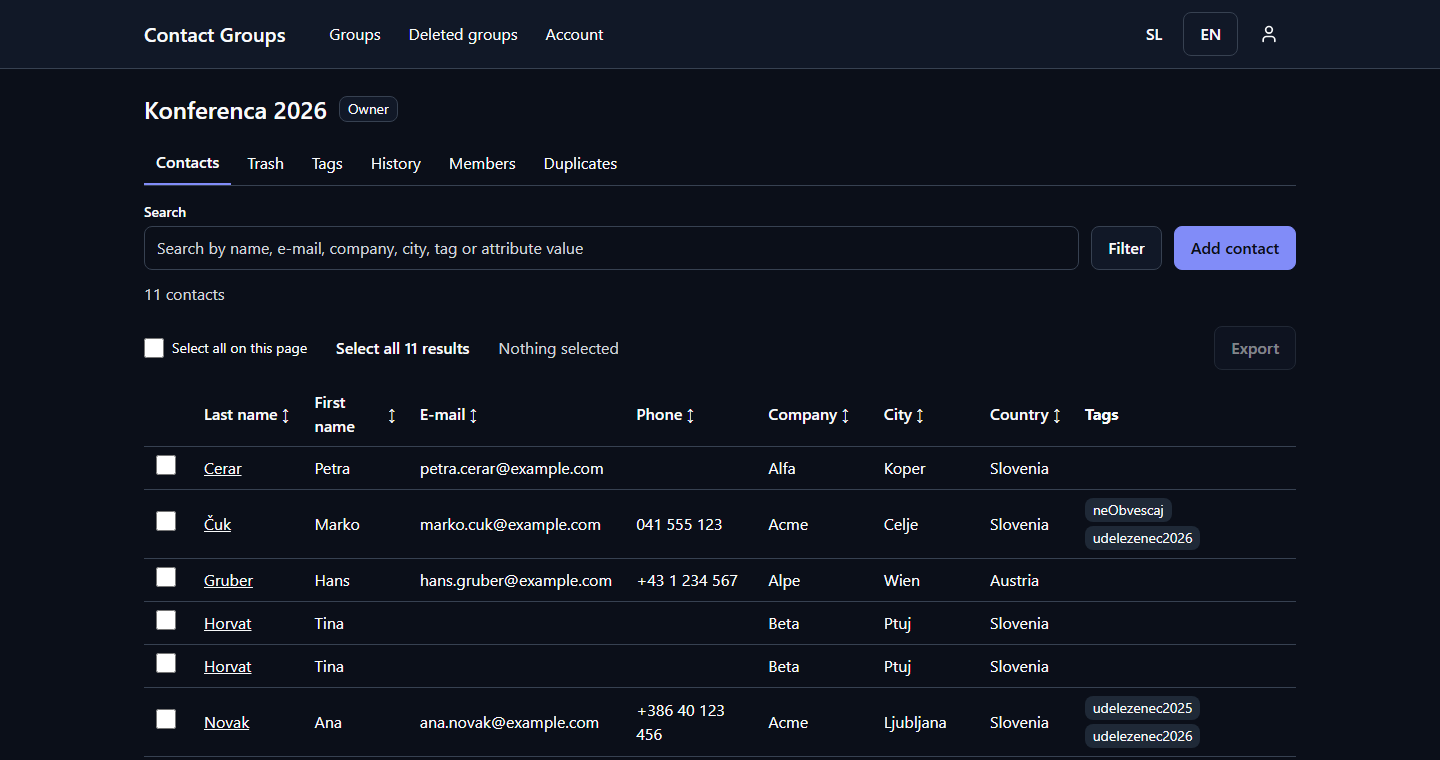 Contact Groups Groups Deleted groups Account SL EN
Konferenca 2026 Owner
Contacts Trash Tags History Members Duplicates
Search
Search by name, e-mail, company, city, tag or attribute value Filter Add contact
11 contacts
Select all on this page Select all 11 results Nothing selected Export
Last name ↕ First name ↕ E-mail ↕ Phone ↕ Company ↕ City ↕ Country ↕ Tags
Cerar Petra petra.cerar@example.com Alfa Koper Slovenia
Čuk Marko marko.cuk@example.com 041 555 123 Acme Celje Slovenia neObvescaj
udelezenec2026
Gruber Hans hans.gruber@example.com +43 1 234 567 Alpe Wien Austria
Horvat Tina Beta Ptuj Slovenia
Horvat Tina Beta Ptuj Slovenia
Novak Ana ana.novak@example.com +386 40 123 456 Acme Ljubljana Slovenia udelezenec2025
udelezenec2026